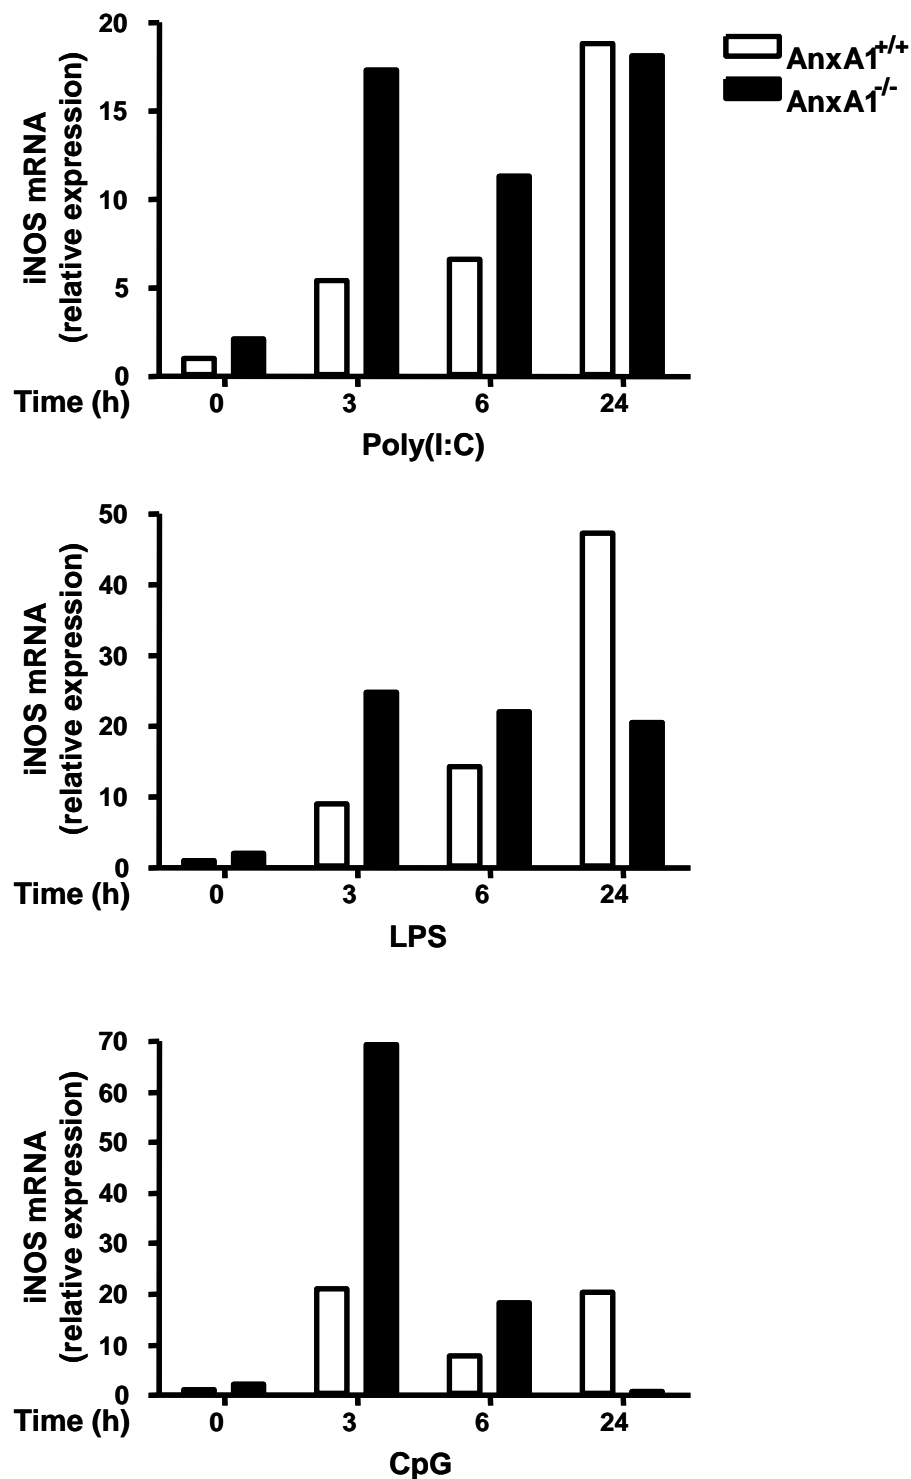 AnxA1+/+
AnxA1-/-
iNOS mRNA
(relative expression)
20
15
10
5
0
Time (h) 0 3 6 24
Poly(I:C)
iNOS mRNA
(relative expression)
50
40
30
20
10
0
Time (h) 0 3 6 24
LPS
iNOS mRNA
(relative expression)
70
60
50
40
30
20
10
0
Time (h) 0 3 6 24
CpG